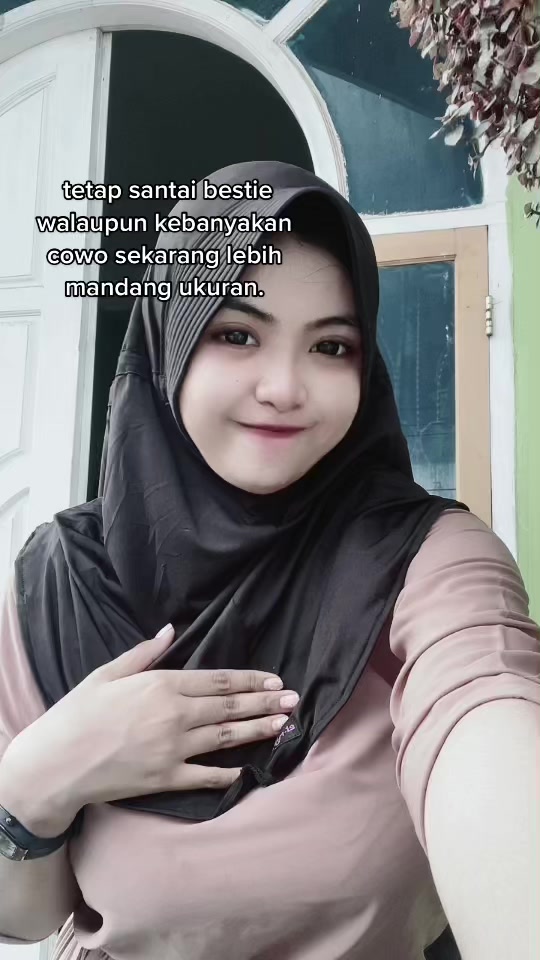 tetap santai bestie
walaupun kebanyakan
cowo sekarang lebih
mandang ukuran.